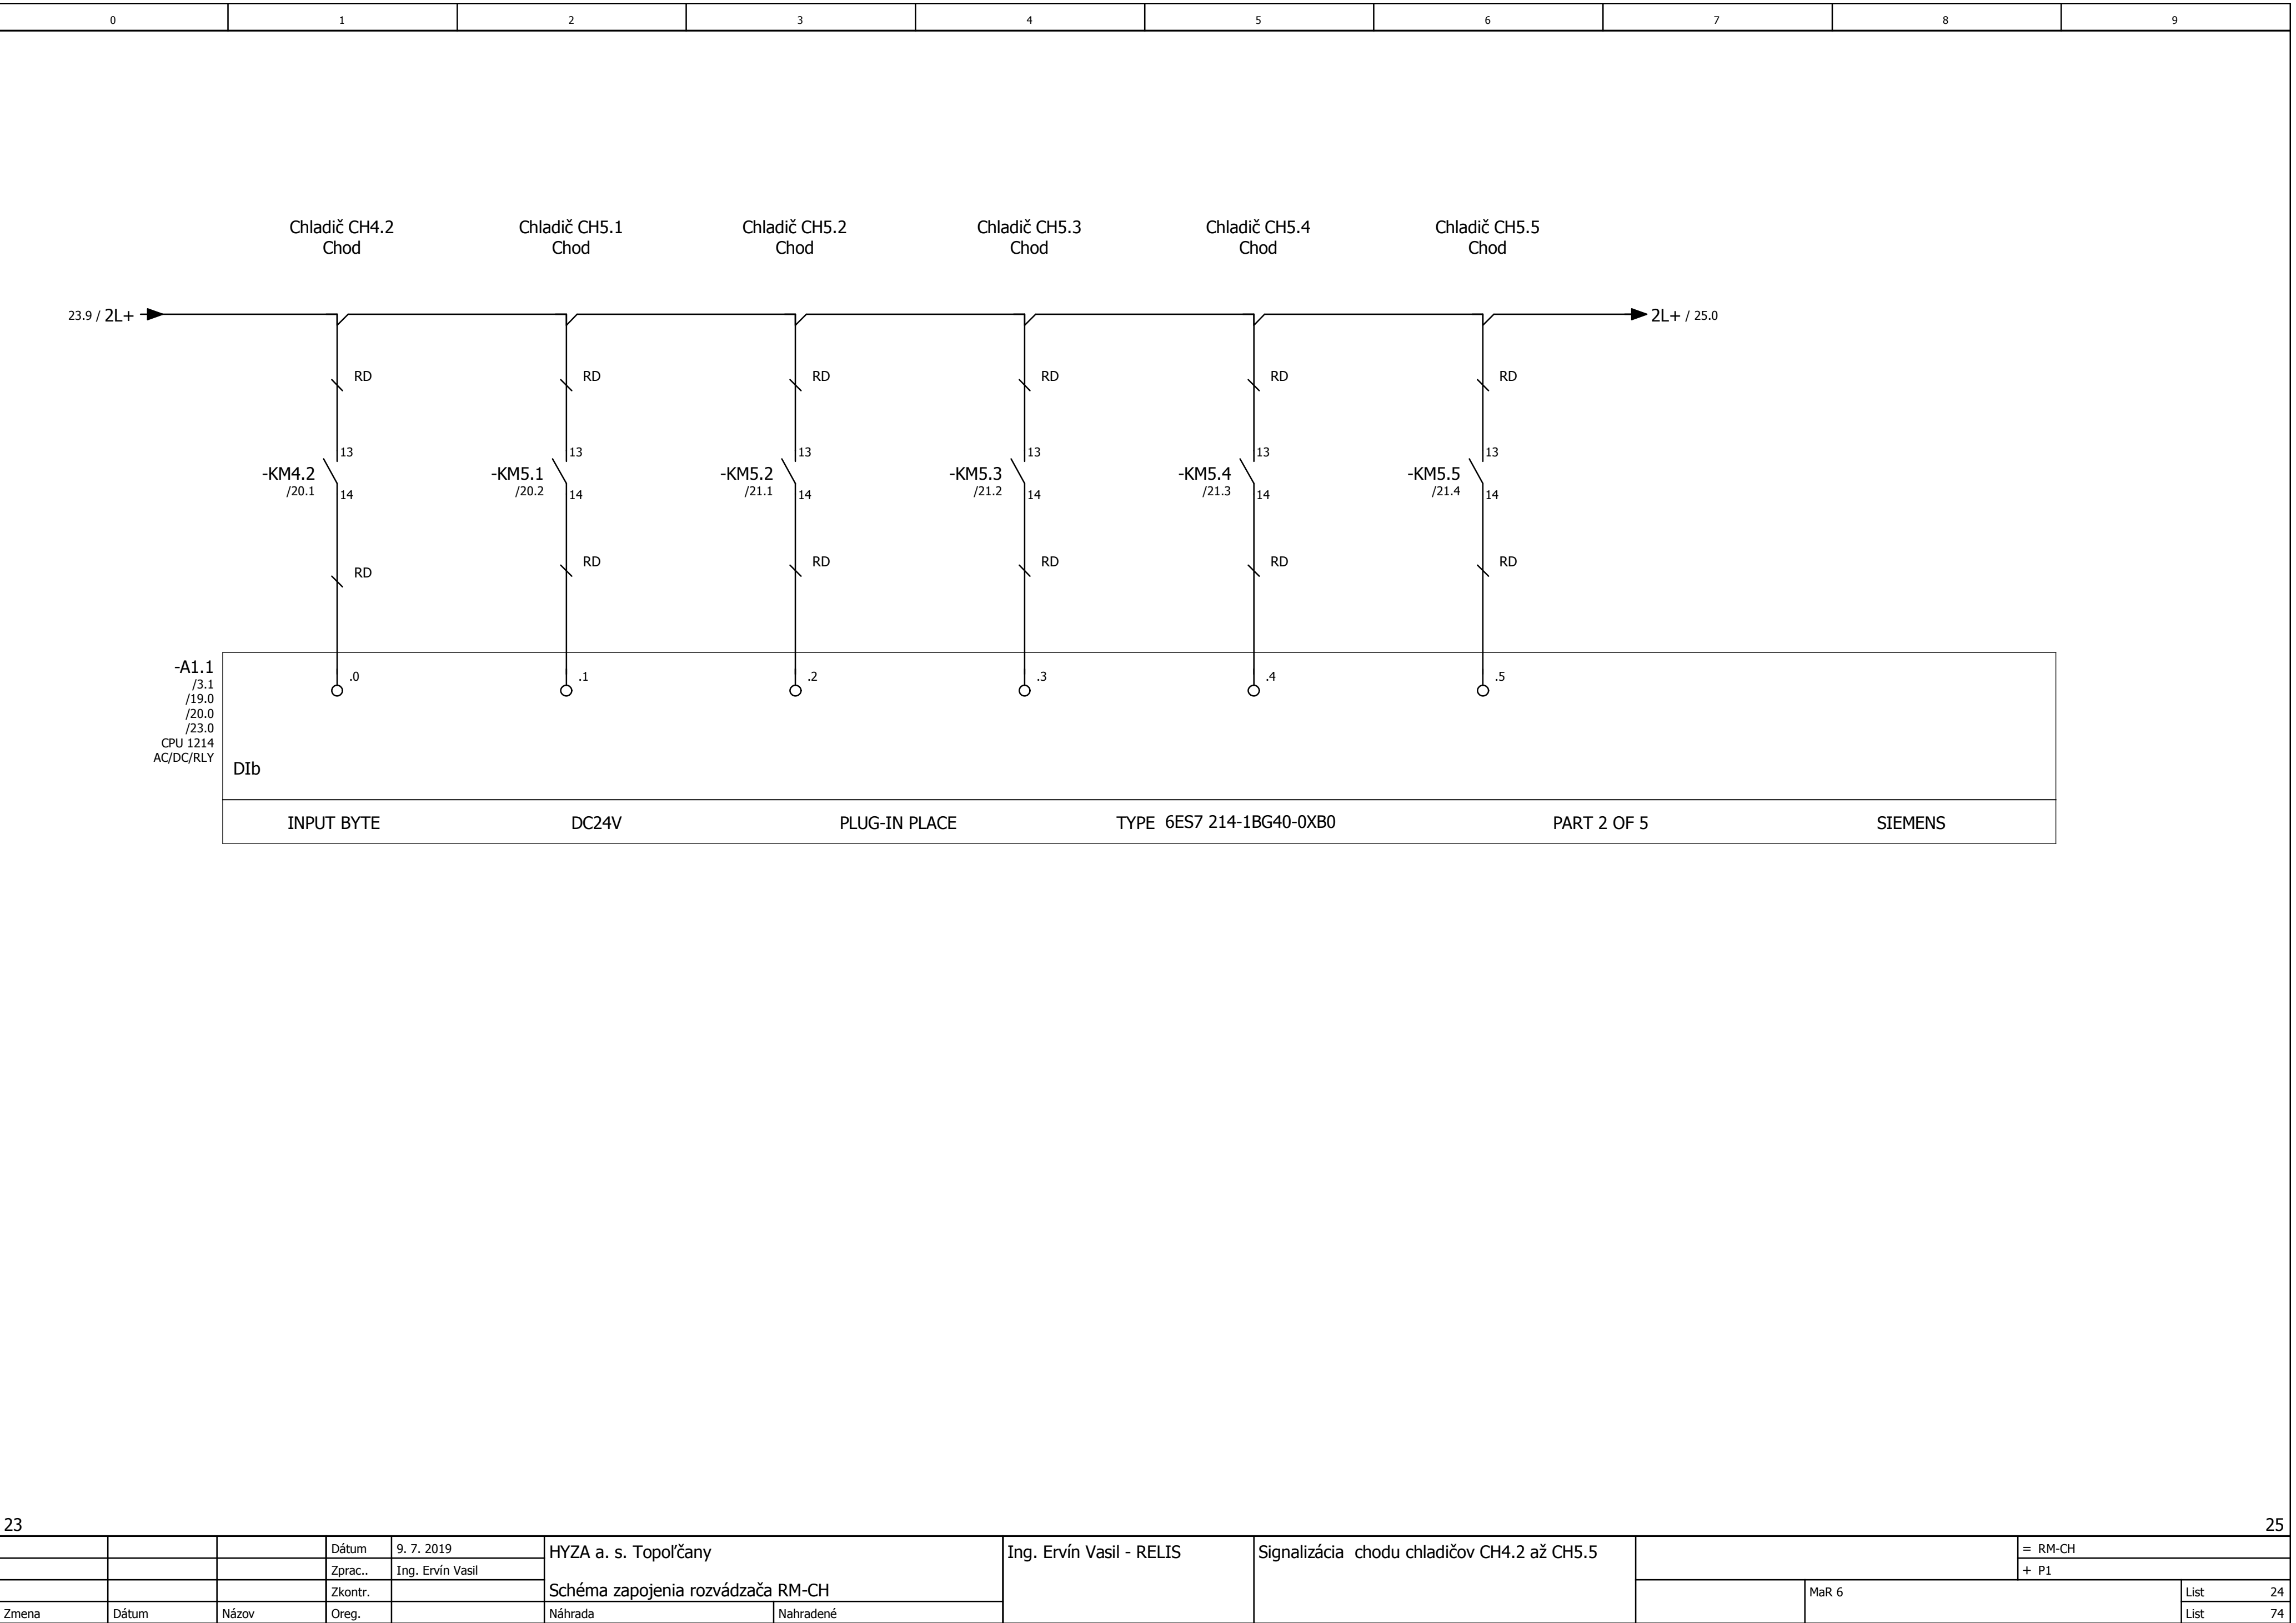 0 1 2 3 4 5 6 7 8 9
Chladič CH4.2 Chladič CH5.1 Chladič CH5.2 Chladič CH5.3 Chladič CH5.4 Chladič CH5.5
Chod Chod Chod Chod Chod Chod
23.9 / 2L+ 2L+ / 25.0
RD RD RD RD RD RD
13 13 13 13 13 13
-KM4.2 -KM5.1 -KM5.2 -KM5.3 -KM5.4 -KM5.5
/20.1 /20.2 /21.1 /21.2 /21.3 /21.4
14 14 14 14 14 14
RD RD RD RD RD RD
-A1.1
.0 .1 .2 .3 .4 .5
/3.1
/19.0
/20.0
/23.0
CPU 1214
AC/DC/RLY
DIb
INPUT BYTE DC24V PLUG-IN PLACE TYPE 6ES7 214-1BG40-0XB0 PART 2 OF 5 SIEMENS
23 25
Dátum 9. 7. 2019 HYZA a. s. Topoľčany Ing. Ervín Vasil - RELIS Signalizácia chodu chladičov CH4.2 až CH5.5 = RM-CH
Zprac.. Ing. Ervín Vasil + P1
Zkontr. Schéma zapojenia rozvádzača RM-CH MaR 6 List 24
Zmena Dátum Názov Oreg. Náhrada Nahradené List 74